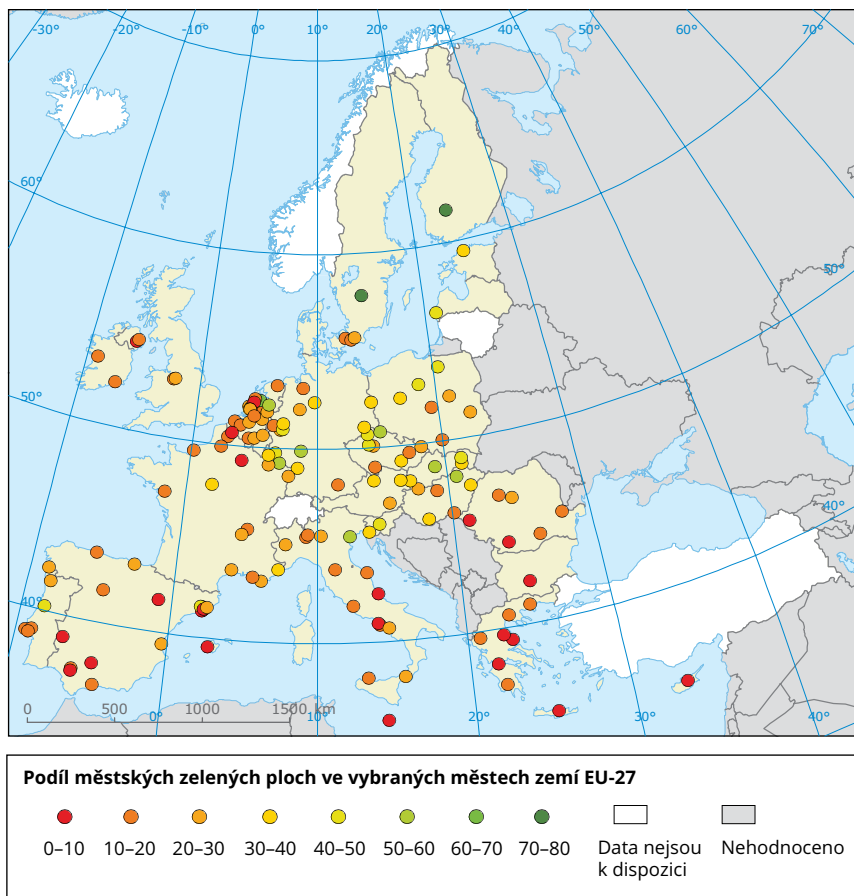 -30° -20° -10° 0° 10° 20° 30° 40° 50° 60° 70°
60°
50°
50°
40°
40°
0 500 1000 1500 km
0° 10° 20° 30° 40°
Podíl městských zelených ploch ve vybraných městech zemí EU-27
0–10 10–20 20–30 30–40 40–50 50–60 60–70 70–80 Data nejsou Nehodnoceno
k dispozici